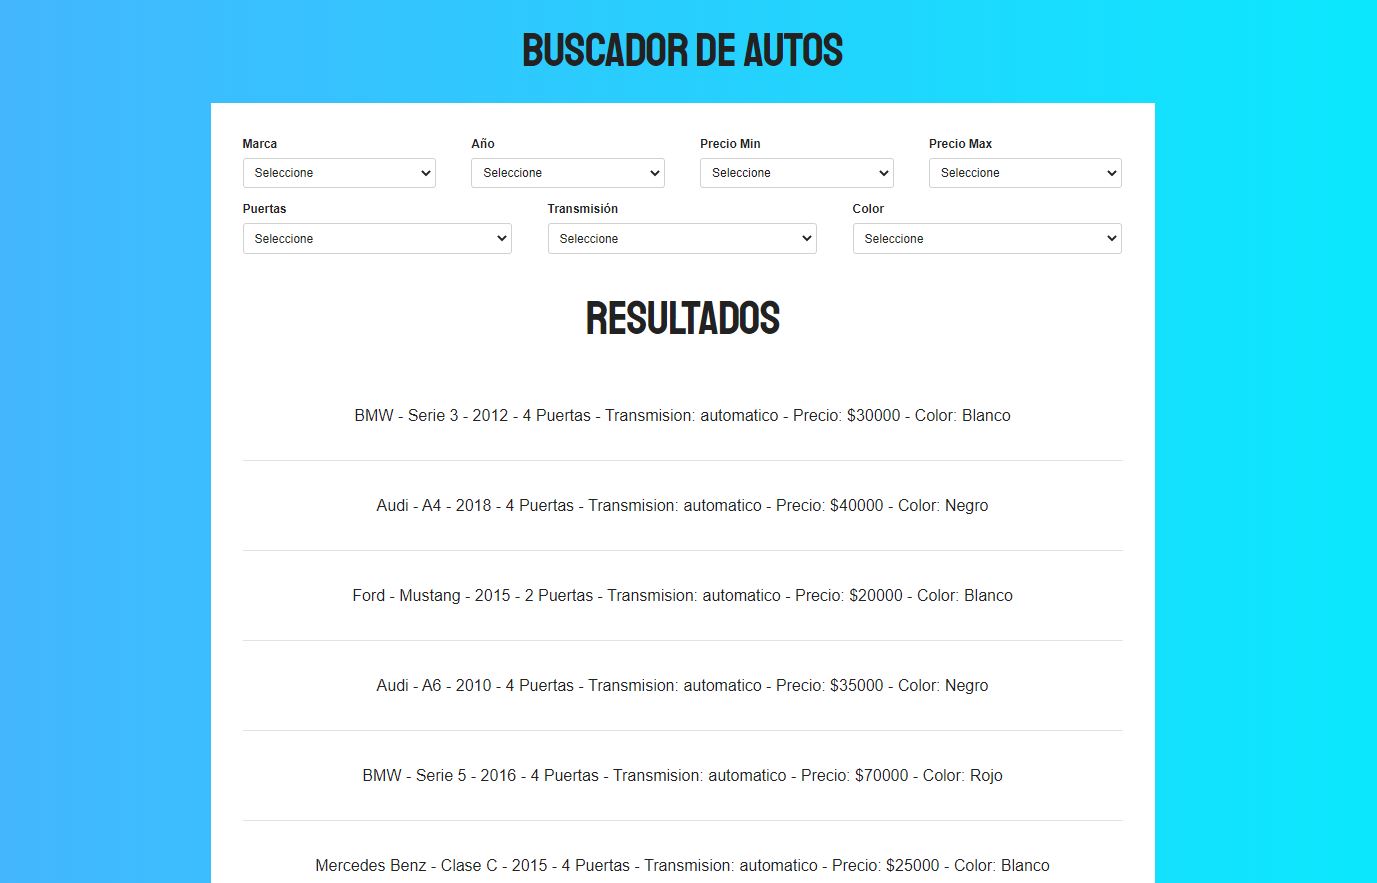 BUSCADOR DE AUTOS
Marca Año Precio Min Precio Max
Seleccione Seleccione Seleccione Seleccione
Puertas Transmisión Color
Seleccione Seleccione Seleccione
RESULTADOS
BMW - Serie 3 - 2012 - 4 Puertas - Transmision: automatico - Precio: $30000 - Color: Blanco
Audi - A4 - 2018 - 4 Puertas - Transmision: automatico - Precio: $40000 - Color: Negro
Ford - Mustang - 2015 - 2 Puertas - Transmision: automatico - Precio: $20000 - Color: Blanco
Audi - A6 - 2010 - 4 Puertas - Transmision: automatico - Precio: $35000 - Color: Negro
BMW - Serie 5 - 2016 - 4 Puertas - Transmision: automatico - Precio: $70000 - Color: Rojo
Mercedes Benz - Clase C - 2015 - 4 Puertas - Transmision: automatico - Precio: $25000 - Color: Blanco